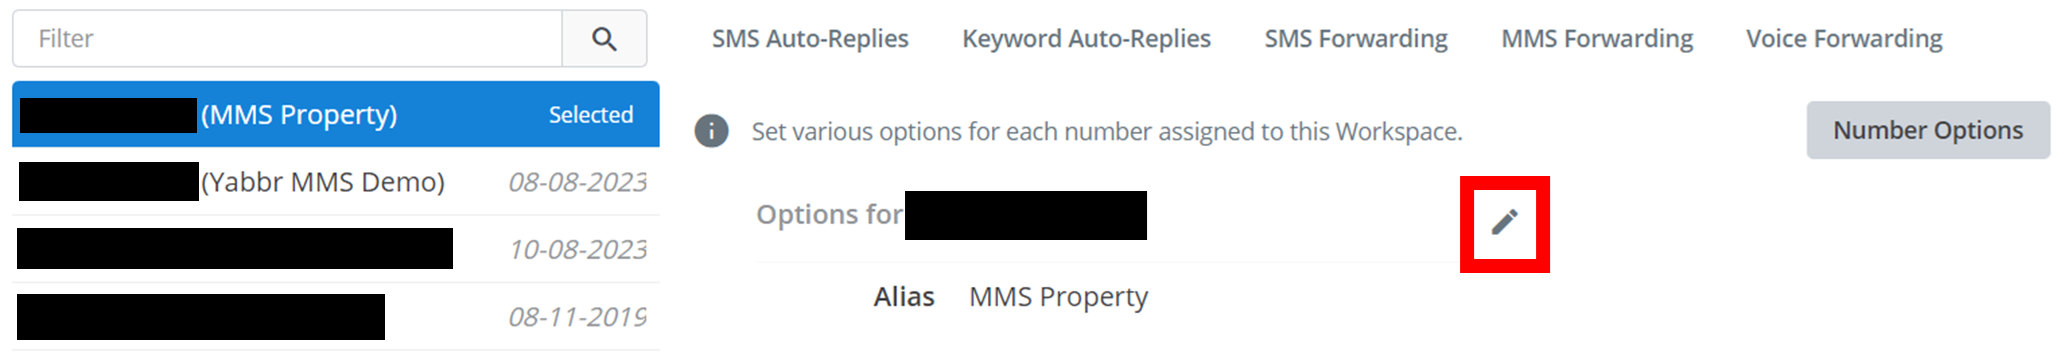 Filter
(MMS Property) Selected
(Yabbr MMS Demo) 08-08-2023
10-08-2023
08-11-2019
SMS Auto-Replies Keyword Auto-Replies SMS Forwarding MMS Forwarding Voice Forwarding
Set various options for each number assigned to this Workspace.
Number Options
Options for
Alias MMS Property